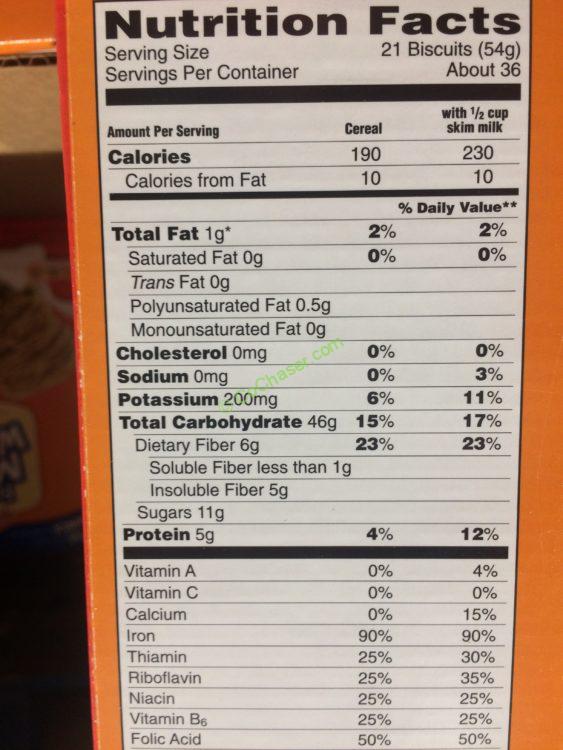 Nutrition Facts
Serving Size 21 Biscuits (54g)
Servings Per Container About 36
Amount Per Serving Cereal with 1/2 cup skim milk
Calories 190 230
Calories from Fat 10 10
% Daily Value**
Total Fat 1g* 2% 2%
Saturated Fat 0g 0% 0%
Trans Fat 0g
Polyunsaturated Fat 0.5g
Monounsaturated Fat 0g
Cholesterol 0mg 0% 0%
Sodium 0mg 0% 3%
Potassium 200mg 6% 11%
Total Carbohydrate 46g 15% 17%
Dietary Fiber 6g 23% 23%
Soluble Fiber less than 1g
Insoluble Fiber 5g
Sugars 11g
Protein 5g 4% 12%
Vitamin A 0% 4%
Vitamin C 0% 0%
Calcium 0% 15%
Iron 90% 90%
Thiamin 25% 30%
Riboflavin 25% 35%
Niacin 25% 25%
Vitamin B6 25% 25%
Folic Acid 50% 50%